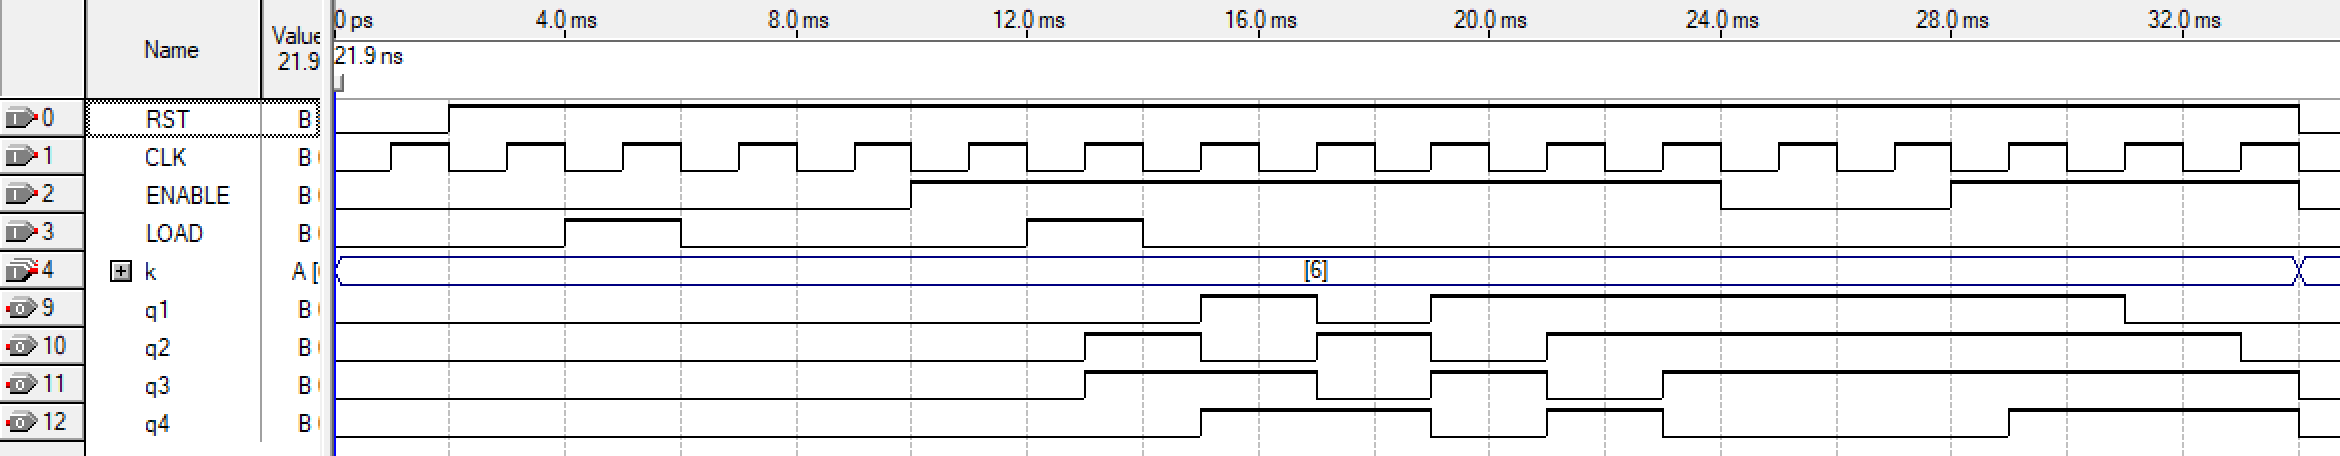 0 ps 4.0 ms 8.0 ms 12.0 ms 16.0 ms 20.0 ms 24.0 ms 28.0 ms 32.0 ms
Name Value
21.9
21.9 ns
0 RST B
1 CLK B
2 ENABLE B
3 LOAD B
4 k A [ [6]
9 q1 B
10 q2 B
11 q3 B
12 q4 B